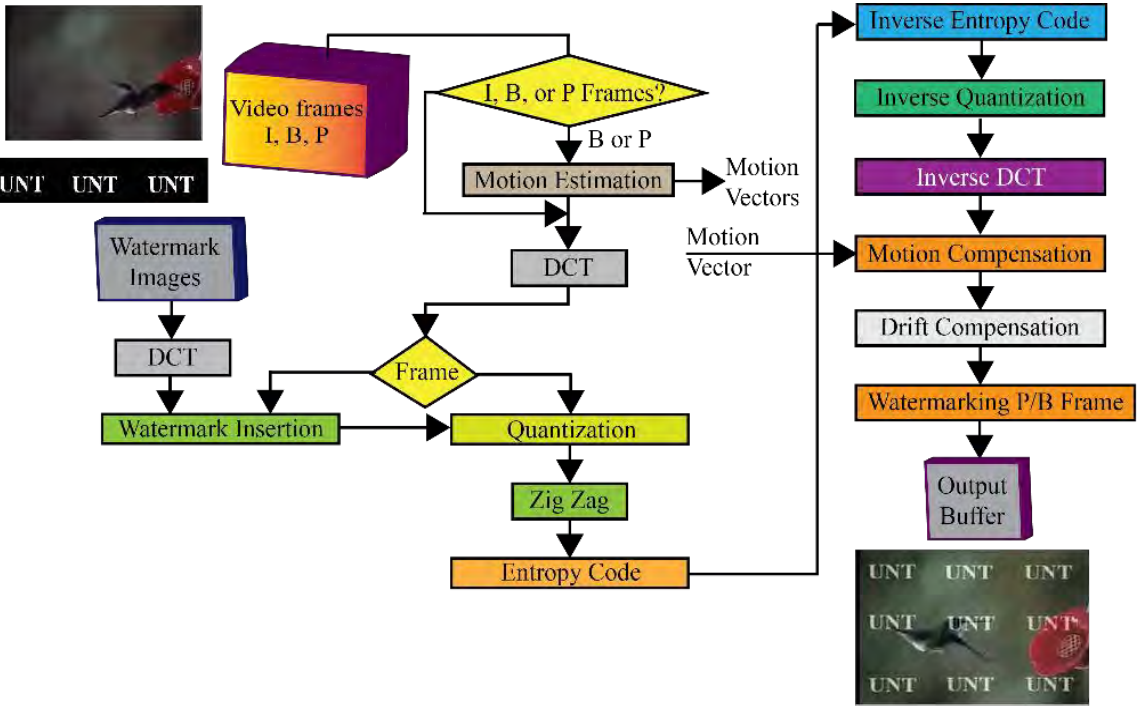 UNT UNT UNT
Video frames
I, B, P
I, B, or P Frames?
B or P
Motion Estimation
Motion
Vectors
Watermark
Images
DCT
DCT
Frame
Watermark Insertion
Quantization
Zig Zag
Entropy Code
Inverse Entropy Code
Inverse Quantization
Inverse DCT
Motion
Vector
Motion Compensation
Drift Compensation
Watermarking P/B Frame
Output
Buffer
UNT UNT UNT
UNT UNT UNT
UNT UNT UNT